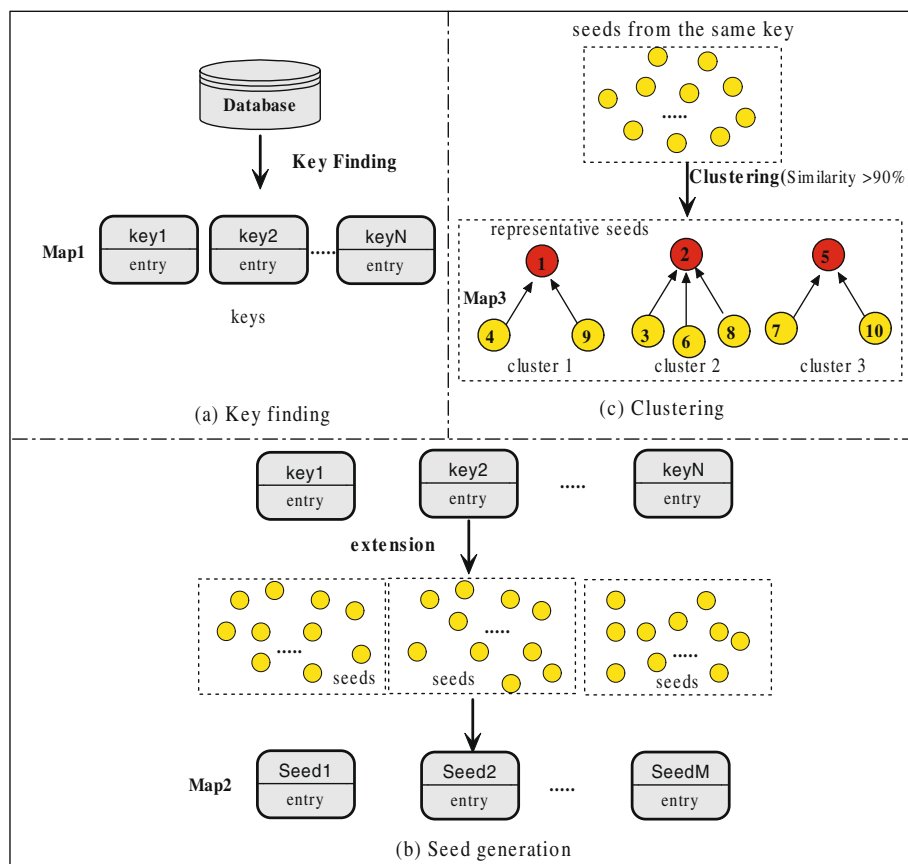 Database
Key Finding
Map1
key1
entry
key2
entry
.....
keyN
entry
keys
(a) Key finding
seeds from the same key
.....
Clustering(Similarity >90%
representative seeds
1
2
5
Map3
4
9
3
6
8
7
10
cluster 1
cluster 2
cluster 3
(c) Clustering
key1
entry
key2
entry
.....
keyN
entry
extension
.....
seeds
.....
seeds
.....
seeds
Map2
Seed1
entry
Seed2
entry
.....
SeedM
entry
(b) Seed generation